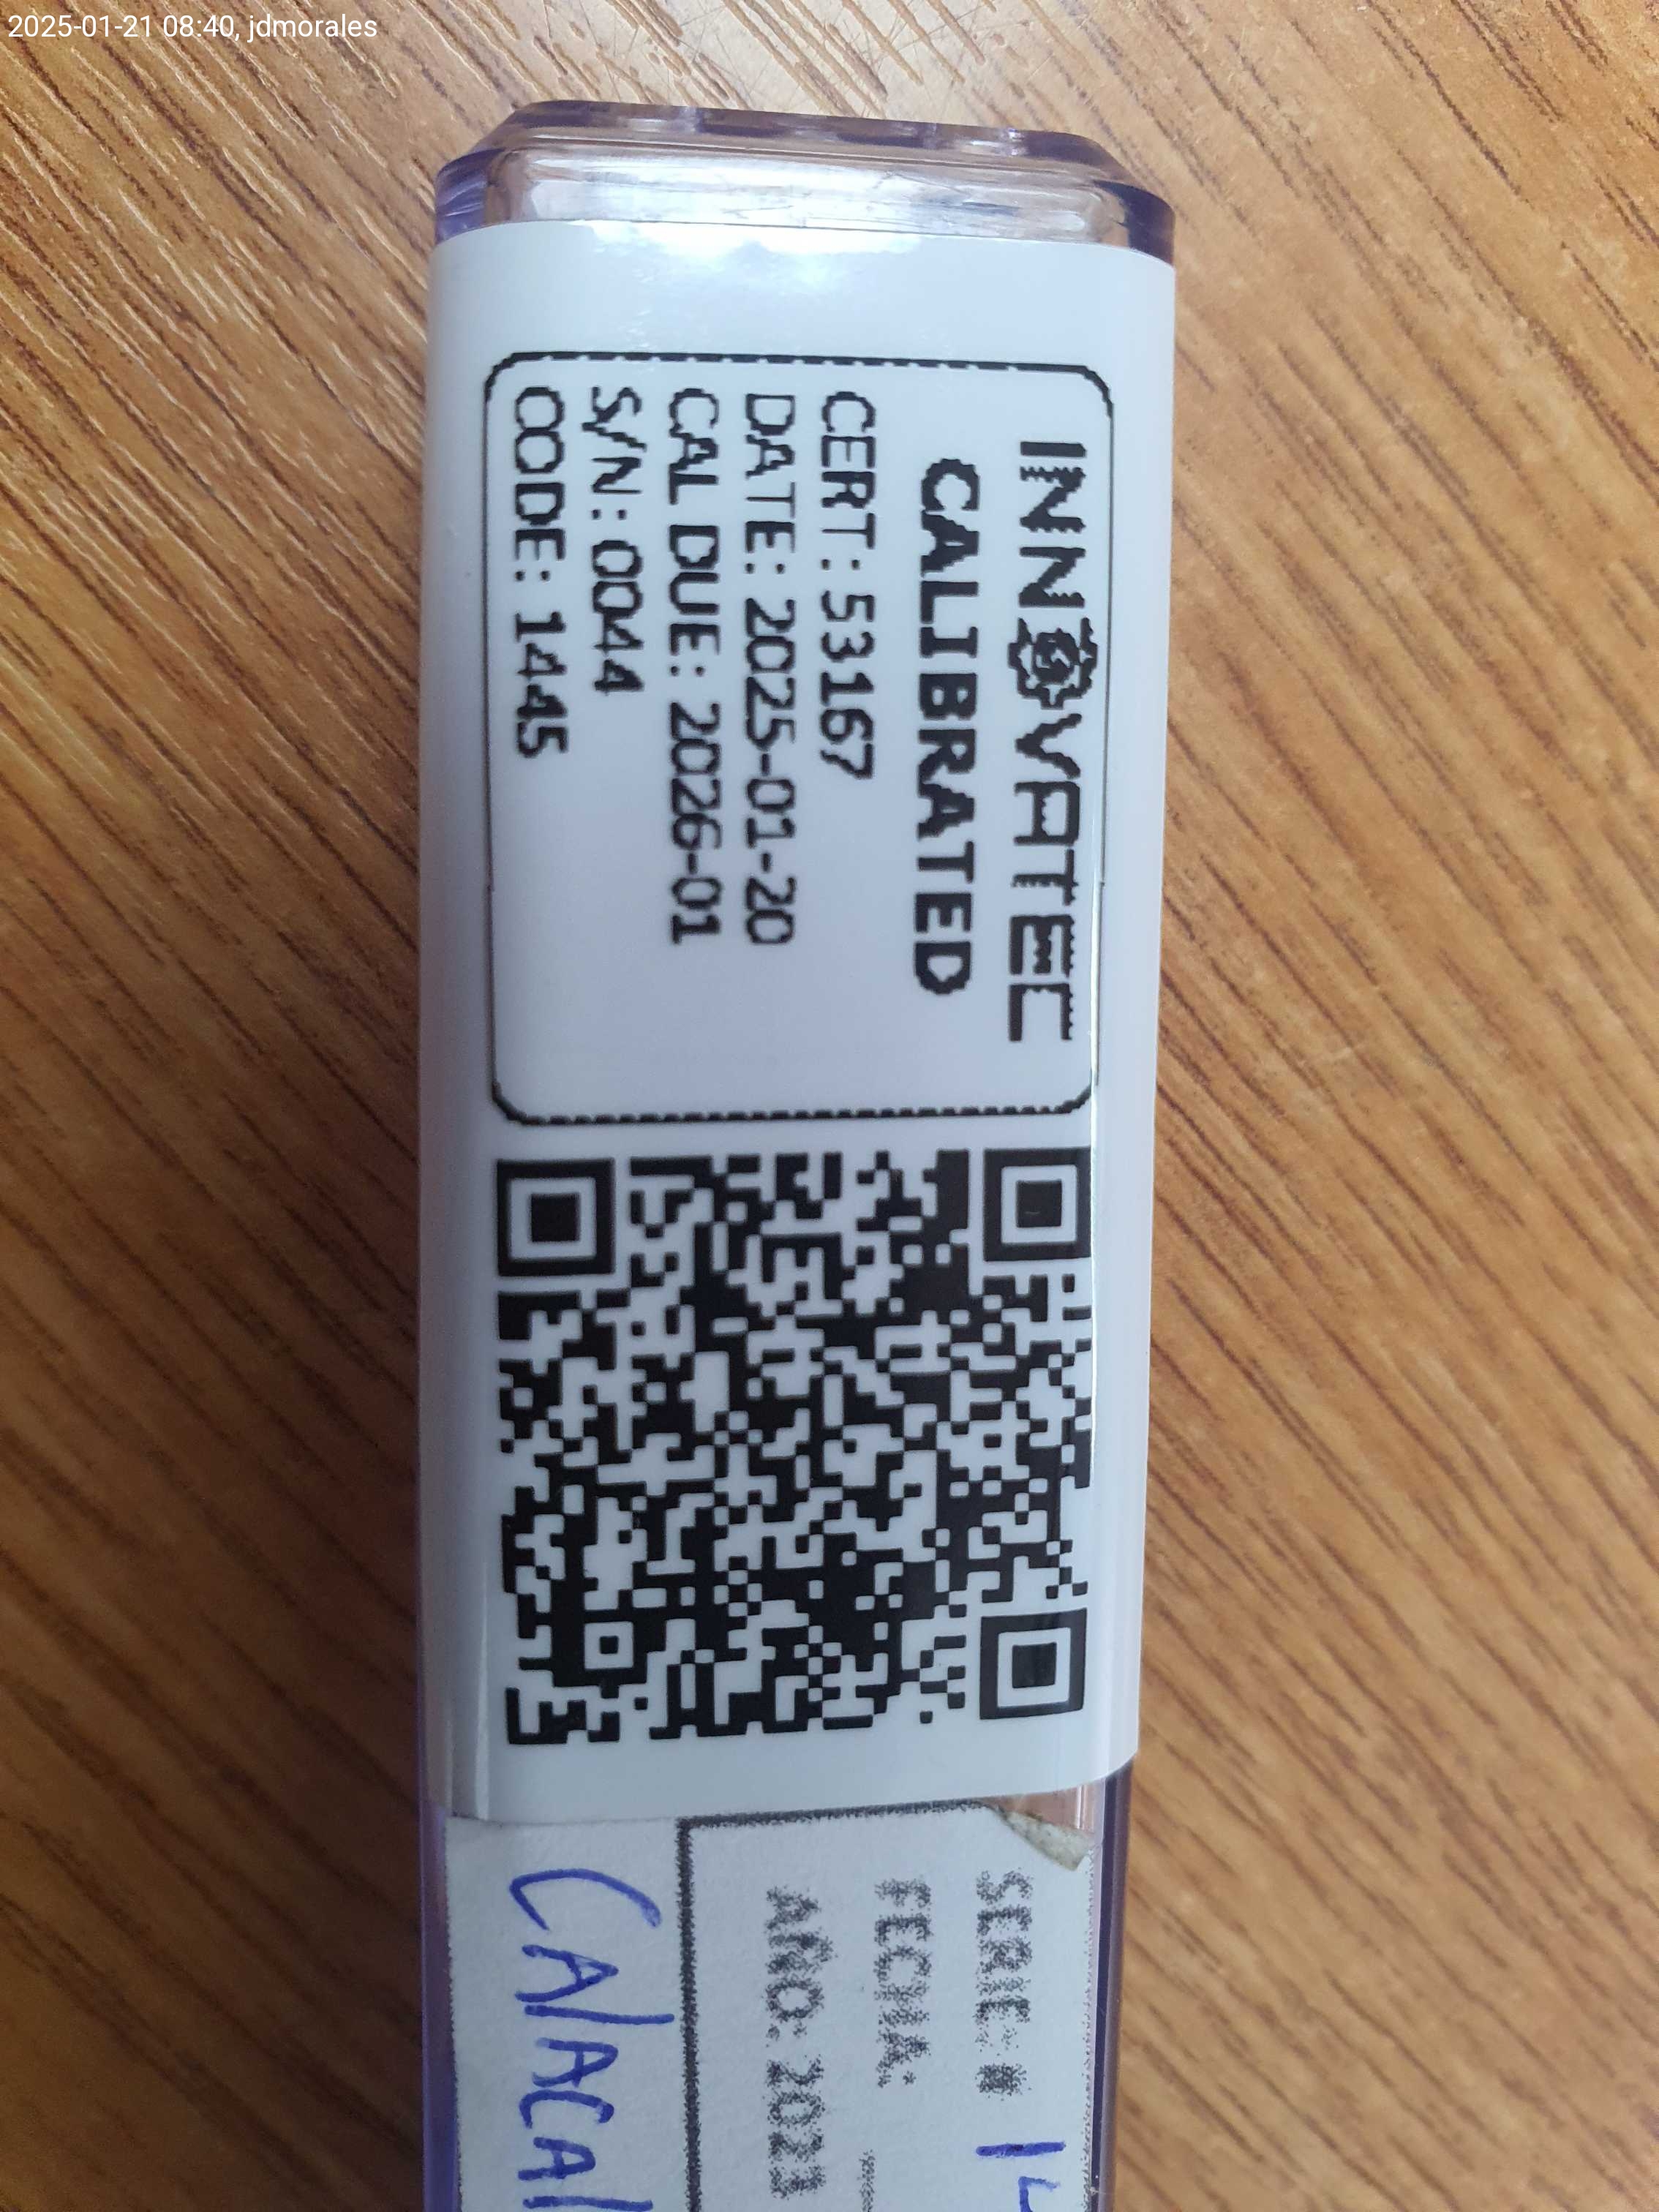 2025-01-21 08:40, jdmorales
INNOVATEC
CALIBRATED
CERT: 53167
DATE: 2025-01-20
CAL DUE: 2026-01
S/N: 0044
CODE: 1445
SERIE: #
FECHA:
AÑO: 2023